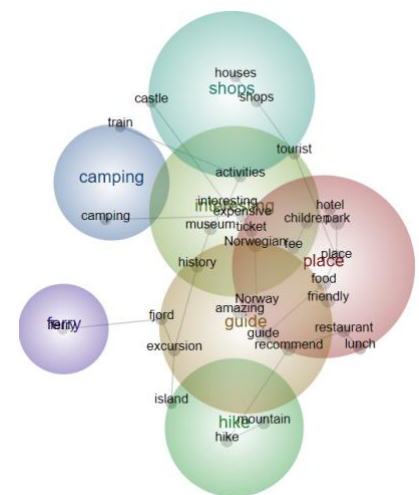 houses
shops
shops
castle
train
tourist
activities
camping
interesting
interesting
expensive
hotel
camping
museum
ticket
children
park
Norwegian
fee
place
history
place
food
Norway
friendly
amazing
fjord
guide
ferry
ferry
guide
restaurant
excursion
recommend
lunch
island
mountain
hike
hike